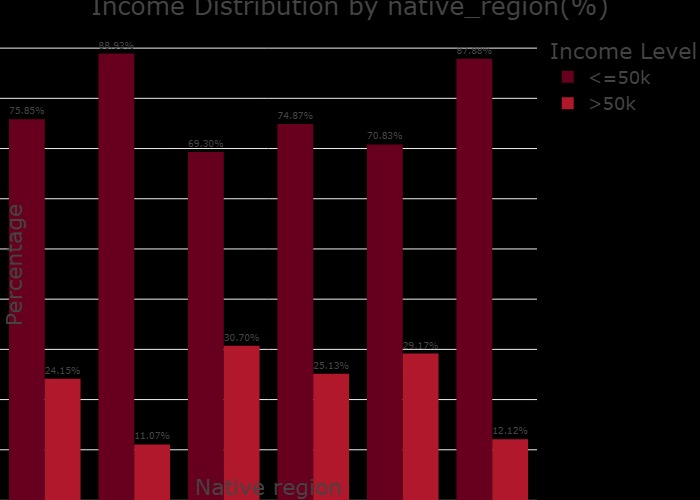 Income Distribution by native_region(%)
Income Level
<=50k
>50k
88.93%
87.88%
75.85%
74.87%
70.83%
69.30%
30.70%
29.17%
25.13%
24.15%
12.12%
11.07%
Percentage
Native region